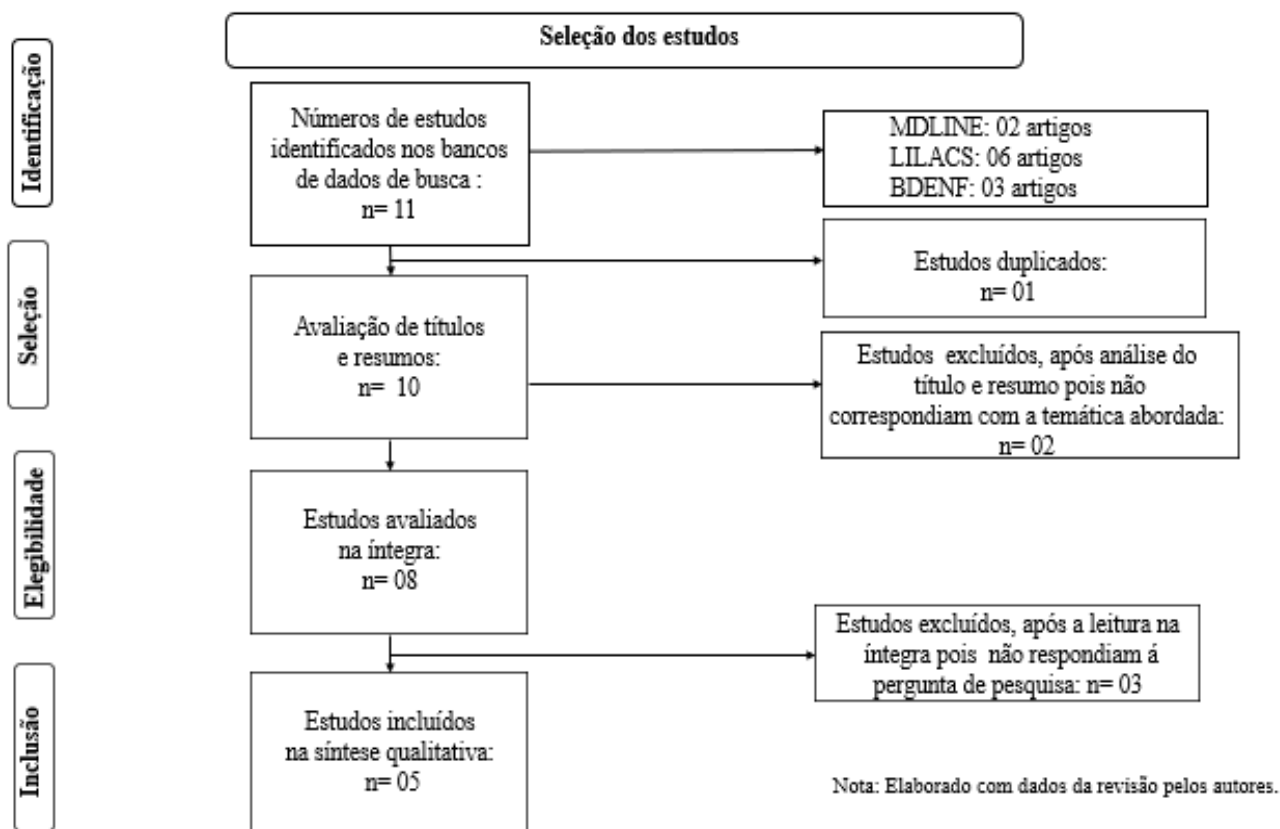 Seleção dos estudos
Identificação
Números de estudos
identificados nos bancos
de dados de busca :
n= 11
MDLINE: 02 artigos
LILACS: 06 artigos
BDENF: 03 artigos
Seleção
Estudos duplicados:
n= 01
Avaliação de títulos
e resumos:
n= 10
Estudos excluídos, após análise do
título e resumo pois não
correspondiam com a temática abordada:
n= 02
Elegibilidade
Estudos avaliados
na íntegra:
n= 08
Estudos excluídos, após a leitura na
íntegra pois não respondiam á
pergunta de pesquisa: n= 03
Inclusão
Estudos incluídos
na síntese qualitativa:
n= 05
Nota: Elaborado com dados da revisão pelos autores.